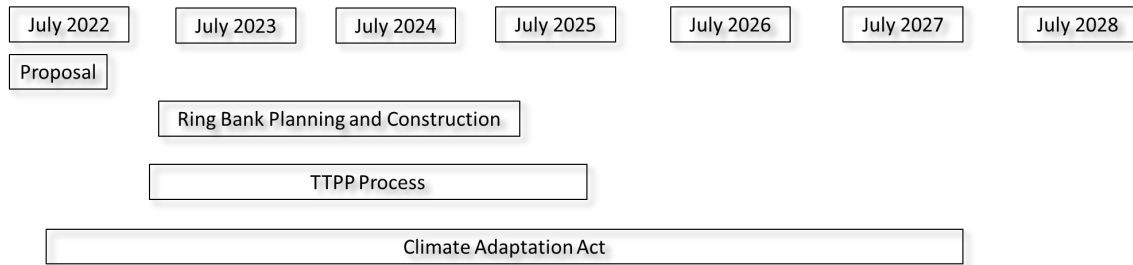 July 2022
July 2023
July 2024
July 2025
July 2026
July 2027
July 2028
Proposal
Ring Bank Planning and Construction
TTPP Process
Climate Adaptation Act